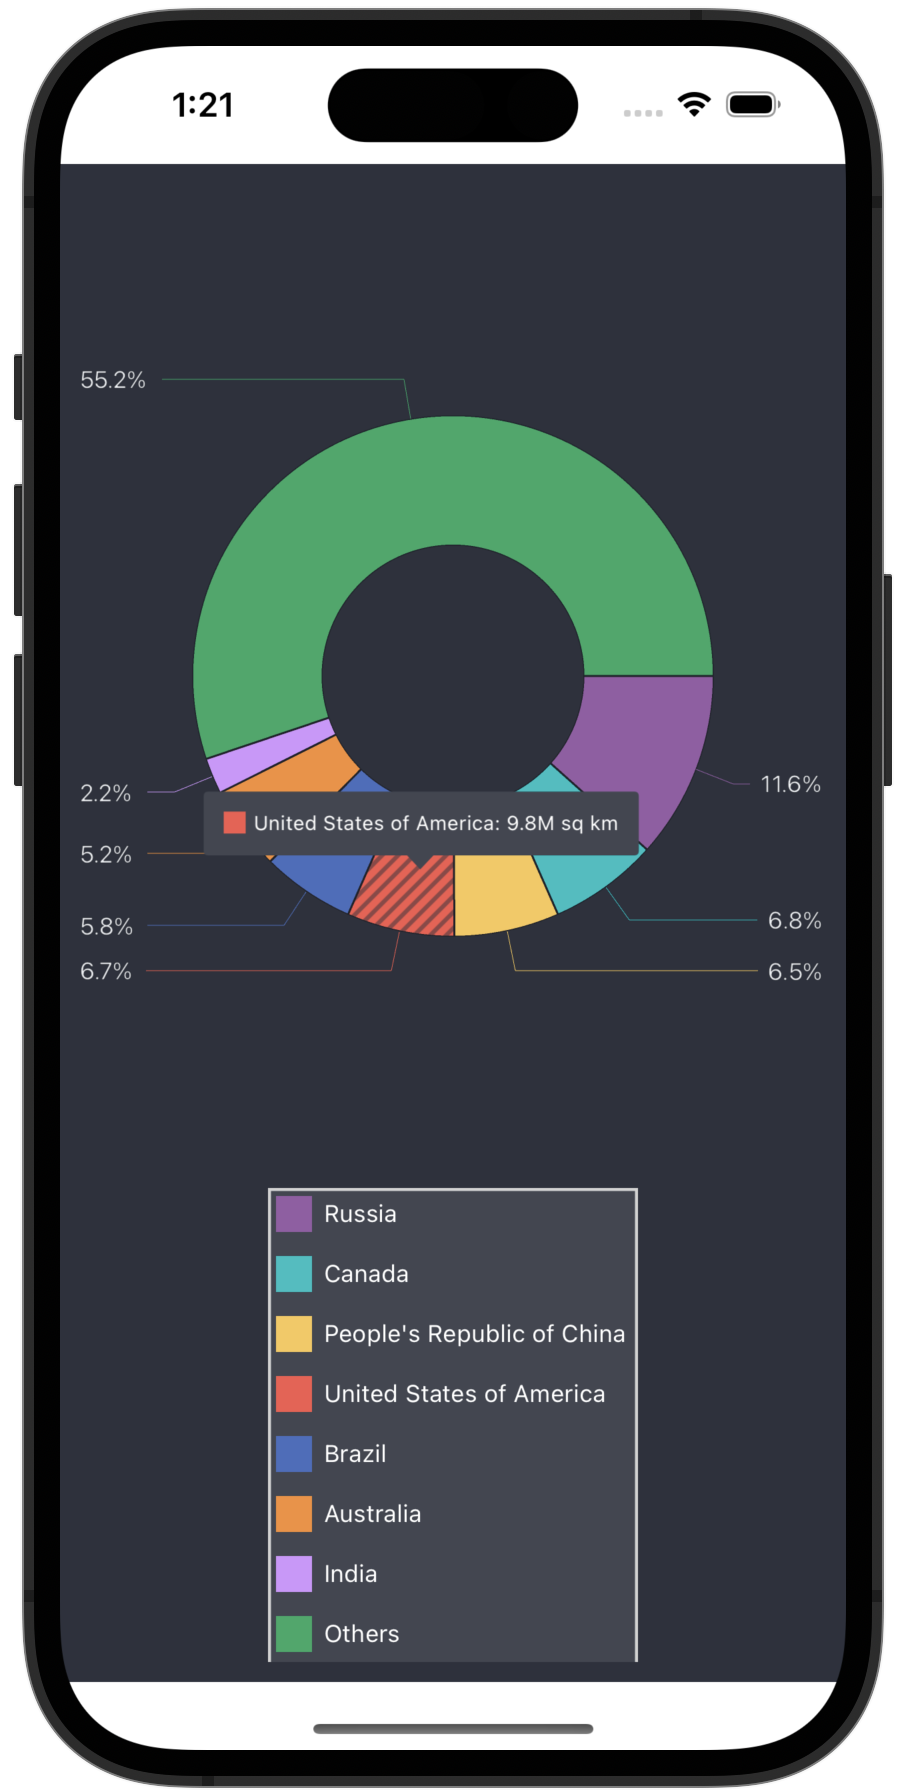 1:21
55.2%
2.2%
11.6%
United States of America: 9.8M sq km
5.2%
5.8%
6.8%
6.7%
6.5%
Russia
Canada
People's Republic of China
United States of America
Brazil
Australia
India
Others